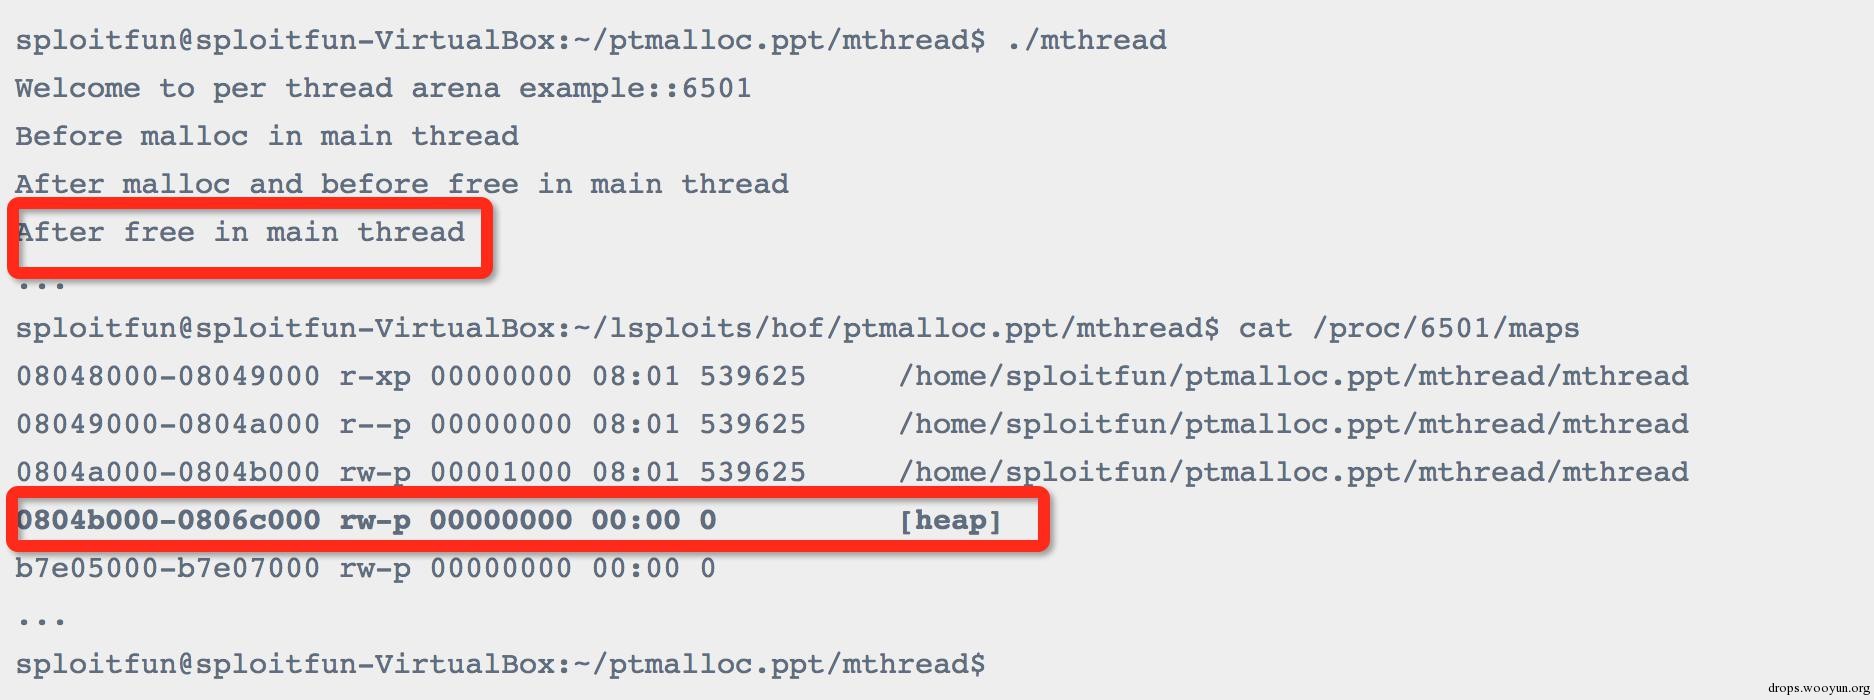 sploitfun@sploitfun-VirtualBox:~/ptmalloc.ppt/mthread$ ./mthread
Welcome to per thread arena example::6501
Before malloc in main thread
After malloc and before free in main thread
After free in main thread
...
sploitfun@sploitfun-VirtualBox:~/lsploits/hof/ptmalloc.ppt/mthread$ cat /proc/6501/maps
08048000-08049000 r-xp 00000000 08:01 539625     /home/sploitfun/ptmalloc.ppt/mthread/mthread
08049000-0804a000 r--p 00000000 08:01 539625     /home/sploitfun/ptmalloc.ppt/mthread/mthread
0804a000-0804b000 rw-p 00001000 08:01 539625     /home/sploitfun/ptmalloc.ppt/mthread/mthread
0804b000-0806c000 rw-p 00000000 00:00 0          [heap]
b7e05000-b7e07000 rw-p 00000000 00:00 0
...
sploitfun@sploitfun-VirtualBox:~/ptmalloc.ppt/mthread$
drops.wooyun.org